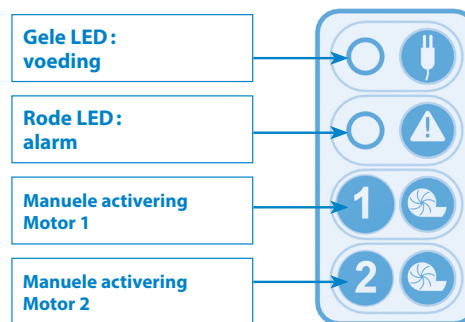 Gele LED :
voeding
Rode LED :
alarm
Manuele activering
Motor 1
1
Manuele activering
Motor 2
2